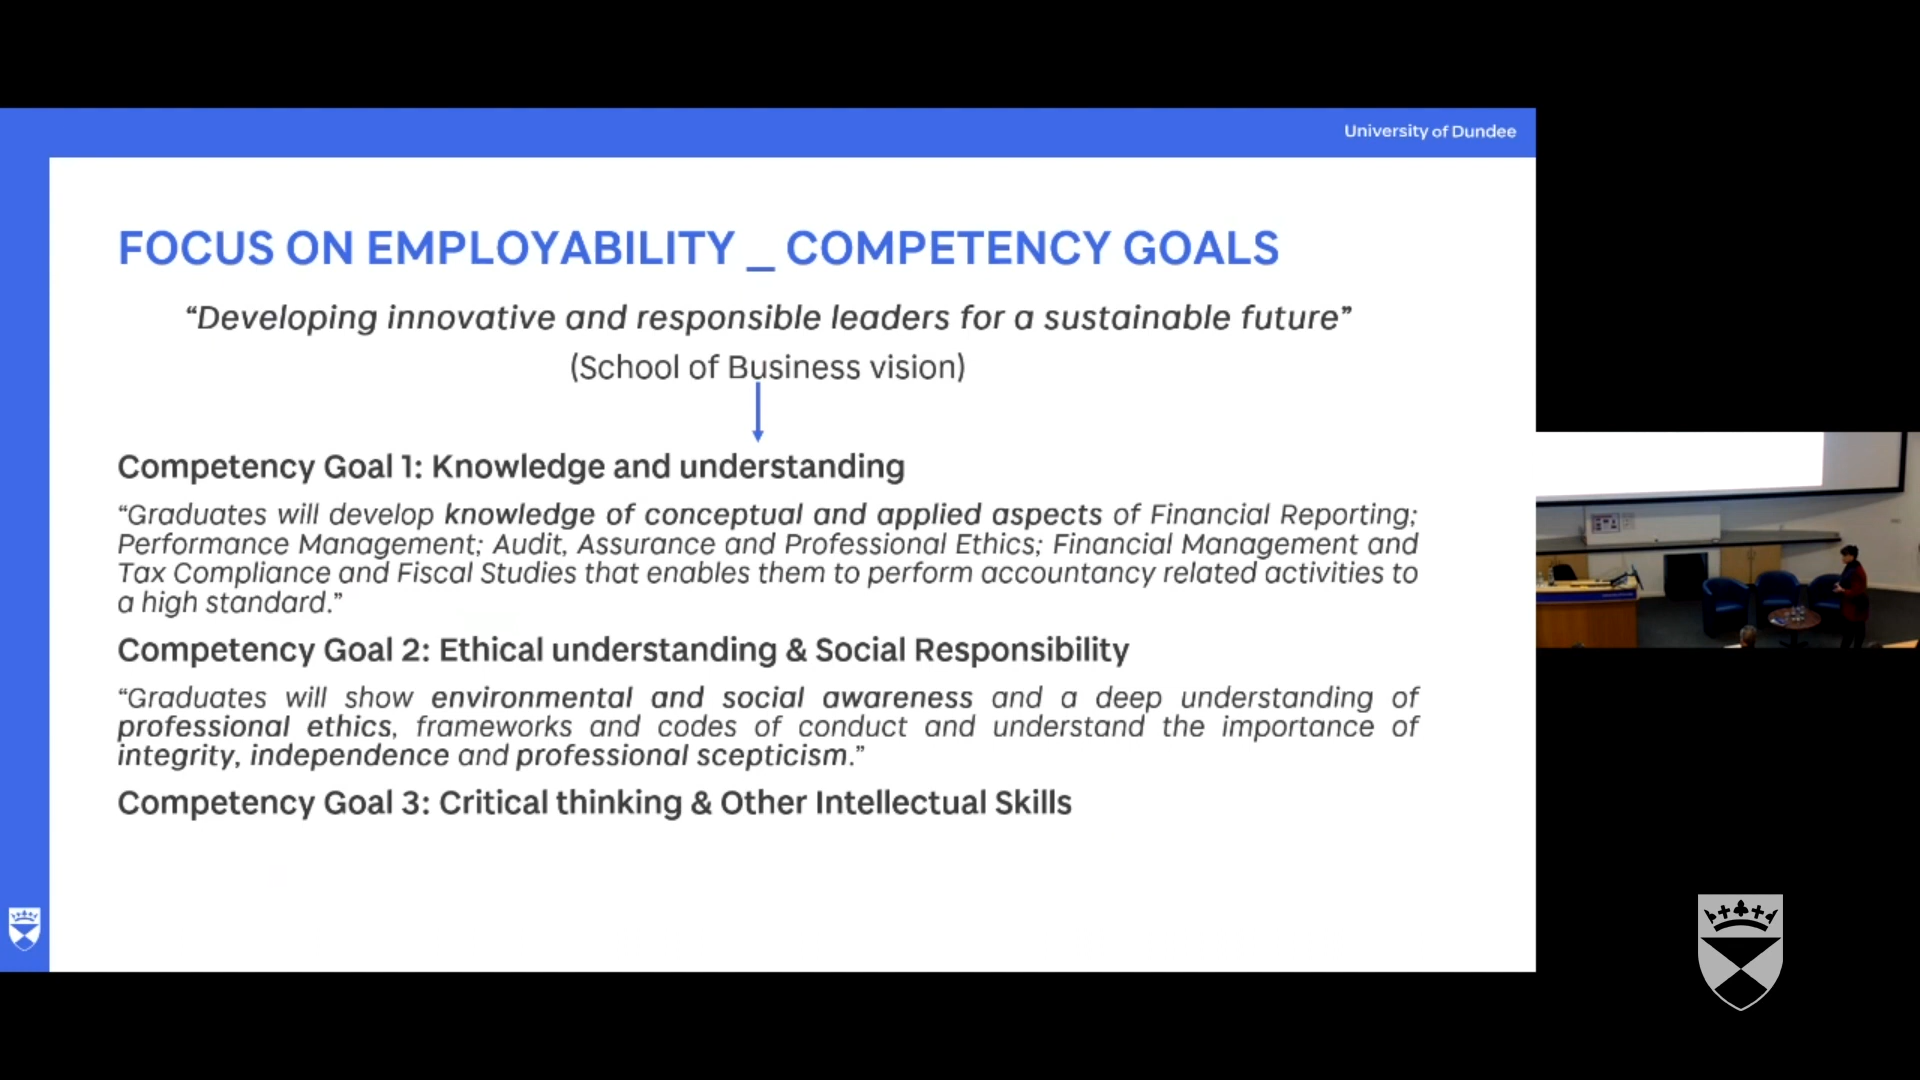 University of Dundee
FOCUS ON EMPLOYABILITY _ COMPETENCY GOALS
“Developing innovative and responsible leaders for a sustainable future”
(School of Business vision)
Competency Goal 1: Knowledge and understanding
“Graduates will develop knowledge of conceptual and applied aspects of Financial Reporting;
Performance Management; Audit, Assurance and Professional Ethics; Financial Management and
Tax Compliance and Fiscal Studies that enables them to perform accountancy related activities to
a high standard.”
Competency Goal 2: Ethical understanding & Social Responsibility
“Graduates will show environmental and social awareness and a deep understanding of
professional ethics, frameworks and codes of conduct and understand the importance of
integrity, independence and professional scepticism.”
Competency Goal 3: Critical thinking & Other Intellectual Skills